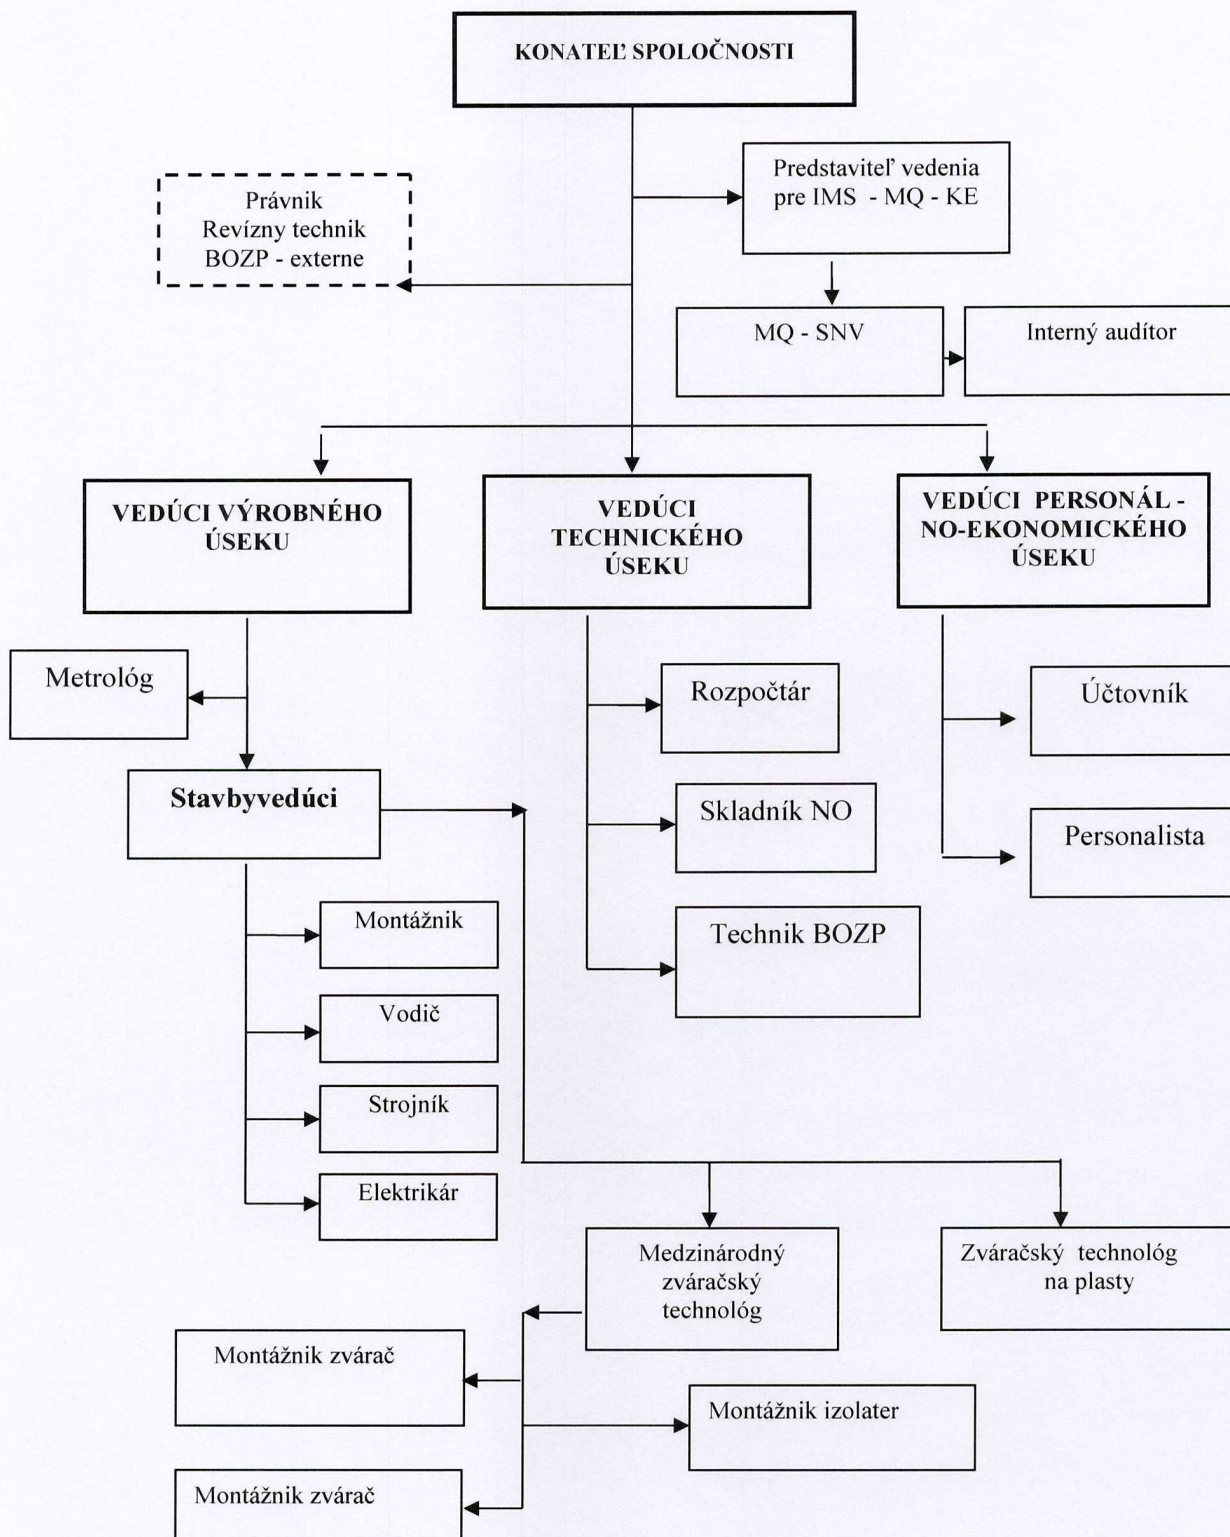 KONATEĽ SPOLOČNOSTI
Predstaviteľ vedenia
pre IMS - MQ - KE
Právnik
Revízny technik
BOZP - externe
MQ - SNV
Interný audítor
VEDÚCI VÝROBNÉHO
ÚSEKU
VEDÚCI
TECHNICKÉHO
ÚSEKU
VEDÚCI PERSONÁL -
NO-EKONOMICKÉHO
ÚSEKU
Metrológ
Rozpočtár
Účtovník
Stavbyvedúci
Skladník NO
Personalista
Montážnik
Technik BOZP
Vodič
Strojník
Elektrikár
Medzinárodný
zváračský
technológ
Zváračský technológ
na plasty
Montážnik zvárač
Montážnik izolater
Montážnik zvárač